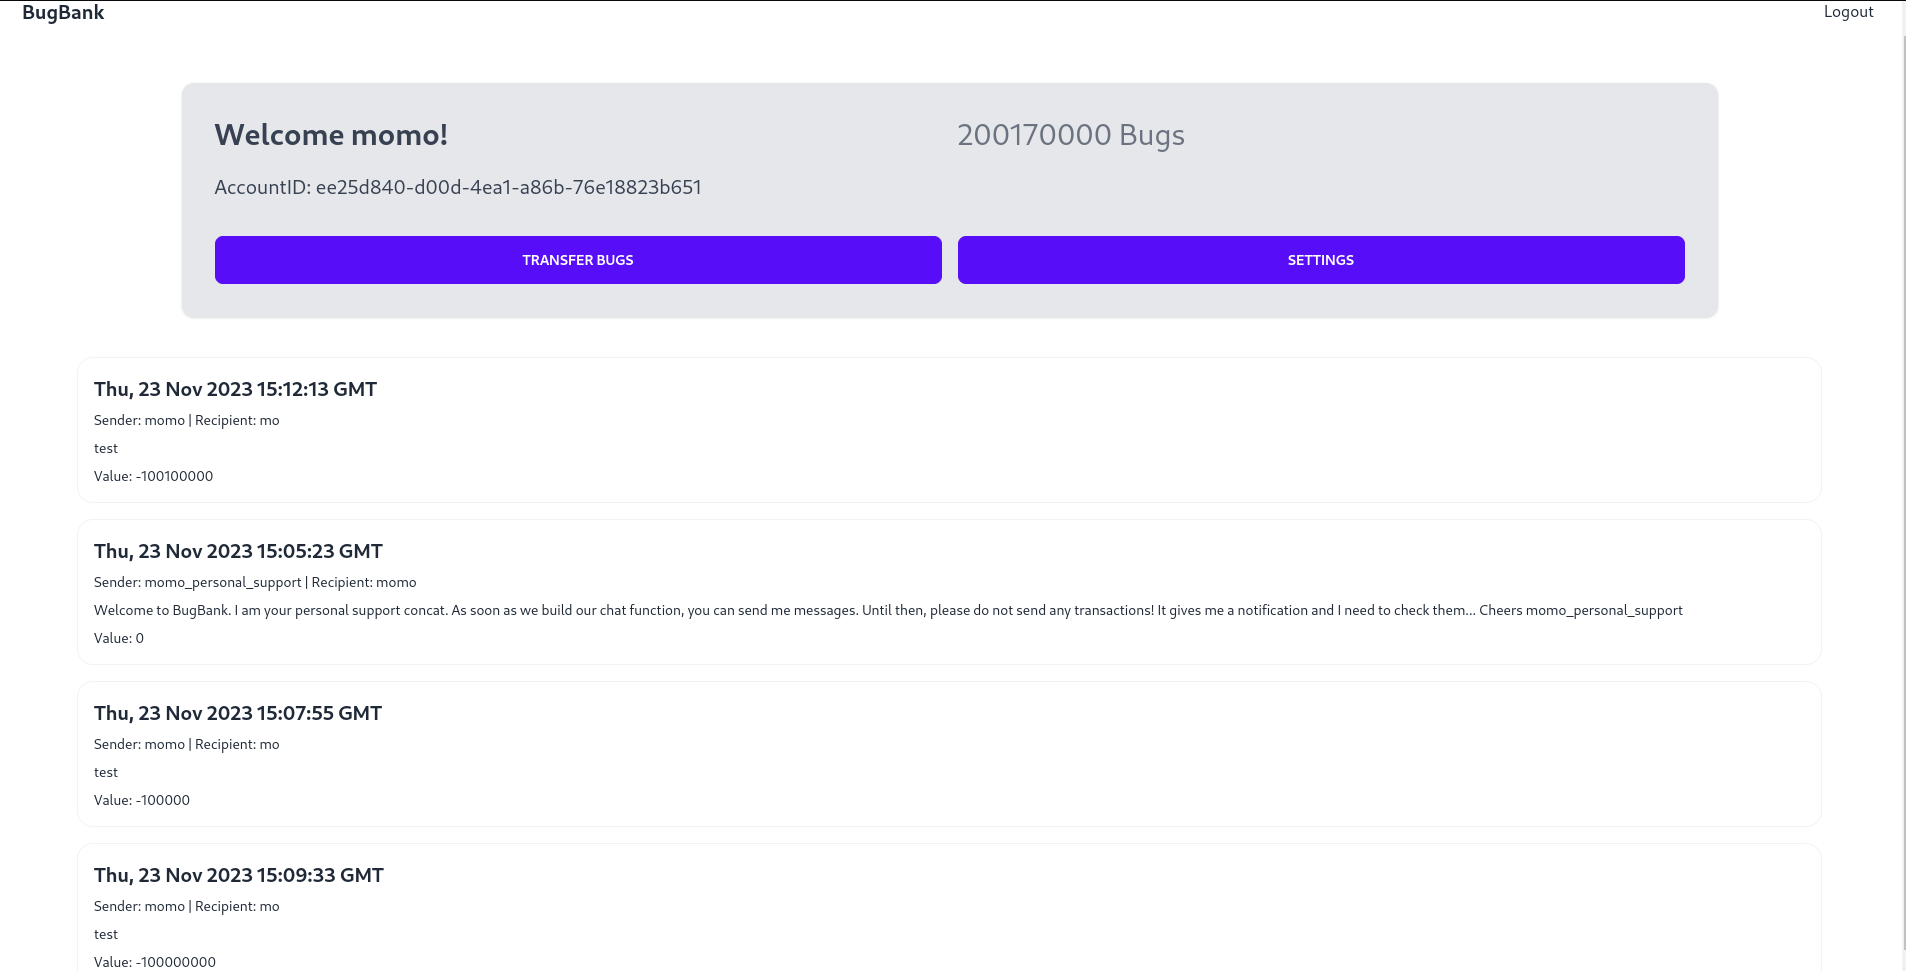 BugBank
Logout
Welcome momo!
200170000 Bugs
AccountID: ee25d840-d00d-4ea1-a86b-76e18823b651
TRANSFER BUGS
SETTINGS
Thu, 23 Nov 2023 15:12:13 GMT
Sender: momo | Recipient: mo
test
Value: -100100000
Thu, 23 Nov 2023 15:05:23 GMT
Sender: momo_personal_support | Recipient: momo
Welcome to BugBank. I am your personal support concat. As soon as we build our chat function, you can send me messages. Until then, please do not send any transactions! It gives me a notification and I need to check them... Cheers momo_personal_support
Value: 0
Thu, 23 Nov 2023 15:07:55 GMT
Sender: momo | Recipient: mo
test
Value: -100000
Thu, 23 Nov 2023 15:09:33 GMT
Sender: momo | Recipient: mo
test
Value: -100000000